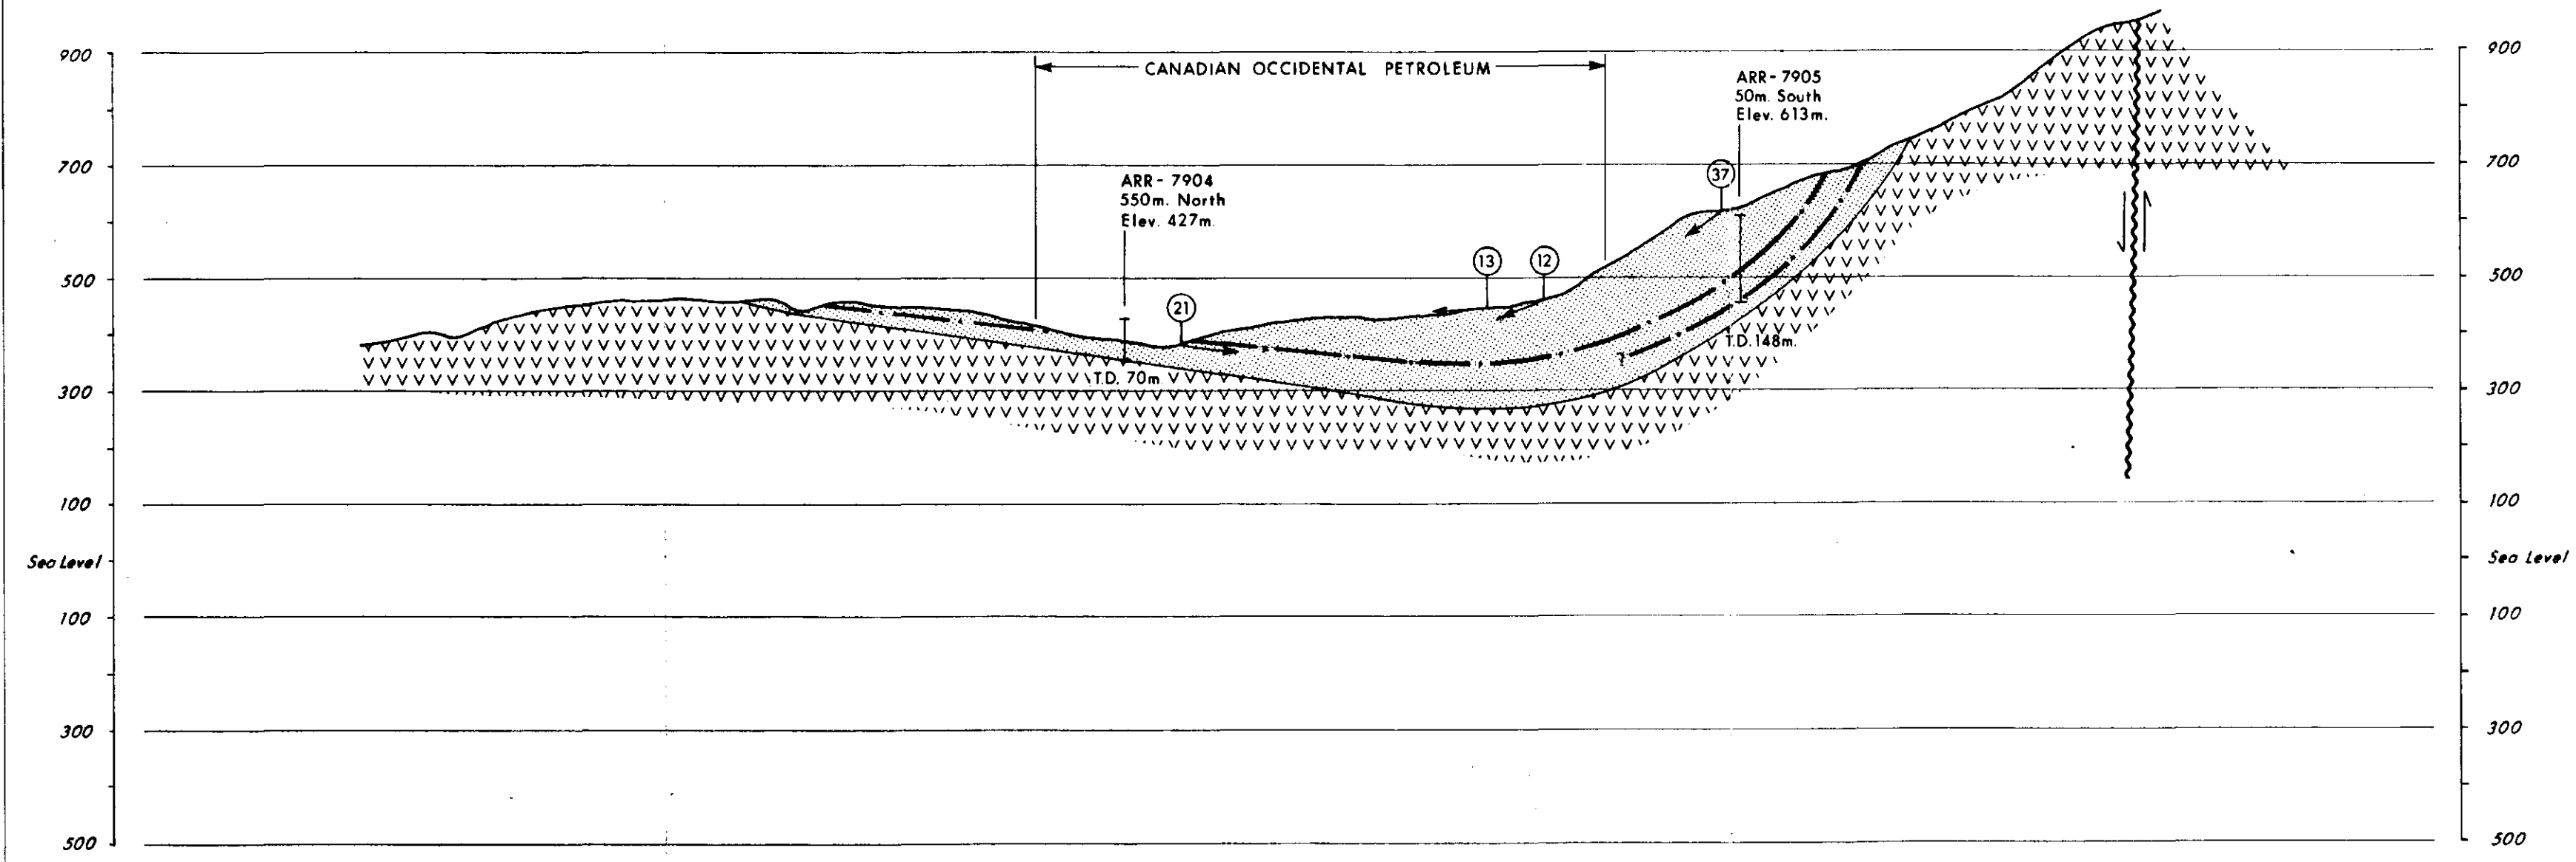 900
700
500
300
100
Sea Level
100
300
500
CANADIAN OCCIDENTAL PETROLEUM
ARR - 7904
550m. North
Elev. 427m.
T.D. 70m.
21
13
12
37
ARR - 7905
50m. South
Elev. 613m.
T.D. 148m.
?
900
700
500
300
100
Sea Level
100
300
500